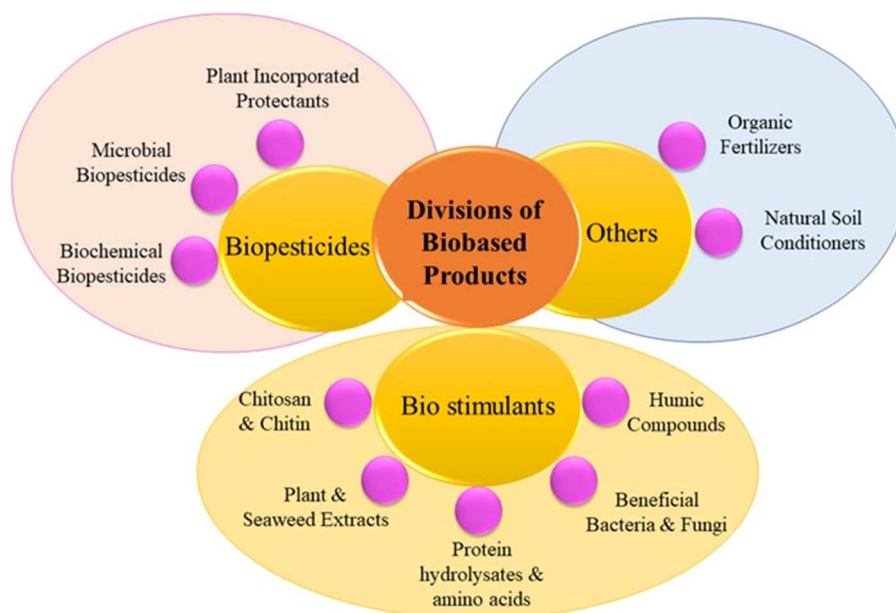 Divisions of
Biobased
Products
Biopesticides
Plant Incorporated
Protectants
Microbial
Biopesticides
Biochemical
Biopesticides
Others
Organic
Fertilizers
Natural Soil
Conditioners
Bio stimulants
Chitosan
& Chitin
Plant &
Seaweed Extracts
Protein
hydrolysates &
amino acids
Beneficial
Bacteria & Fungi
Humic
Compounds